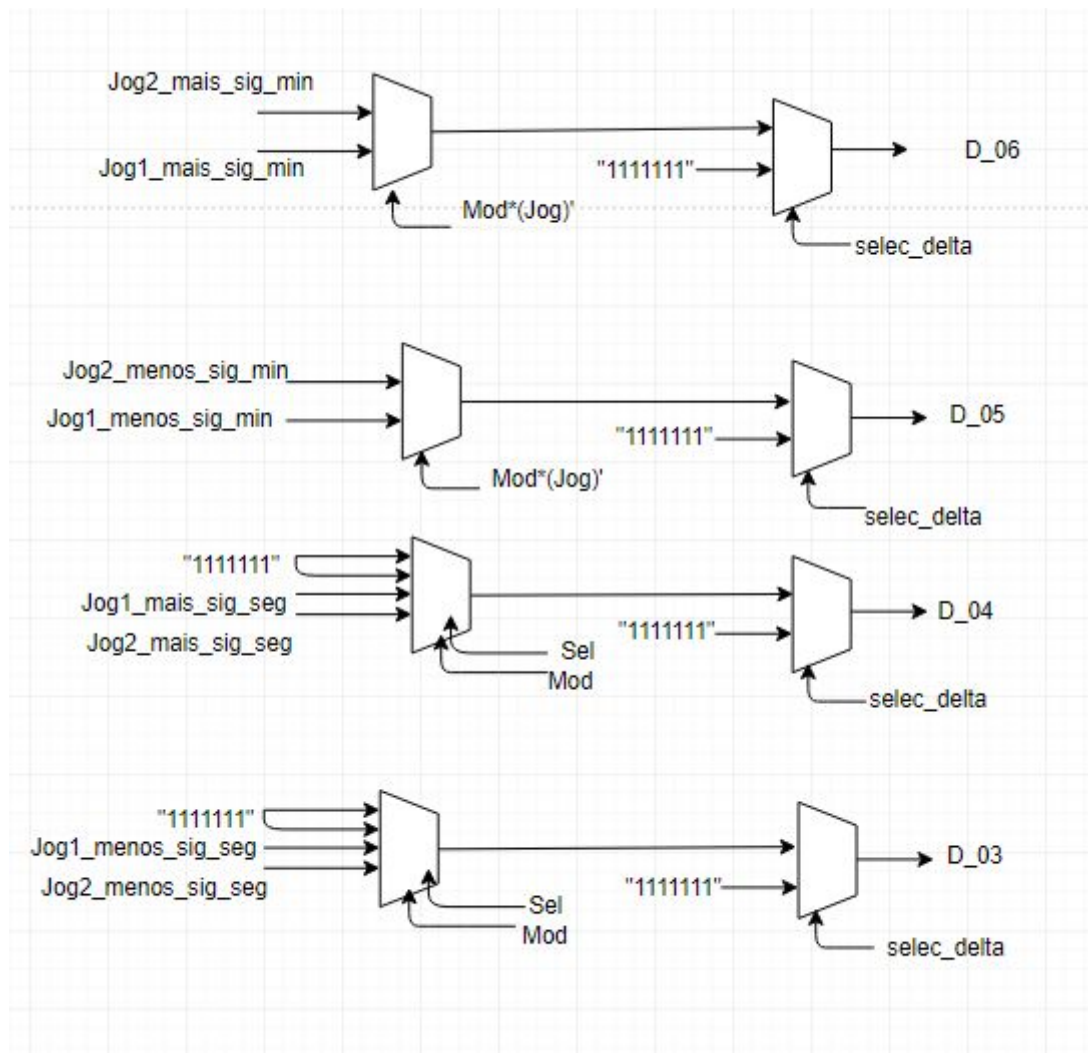 Jog2_mais_sig_min
Jog1_mais_sig_min
"1111111"
D_06
Mod*(Jog)'
selec_delta
Jog2_menos_sig_min
Jog1_menos_sig_min
"1111111"
D_05
Mod*(Jog)'
selec_delta
"1111111"
Jog1_mais_sig_seg
Jog2_mais_sig_seg
"1111111"
D_04
Sel
Mod
selec_delta
"1111111"
Jog1_menos_sig_seg
Jog2_menos_sig_seg
"1111111"
D_03
Sel
Mod
selec_delta